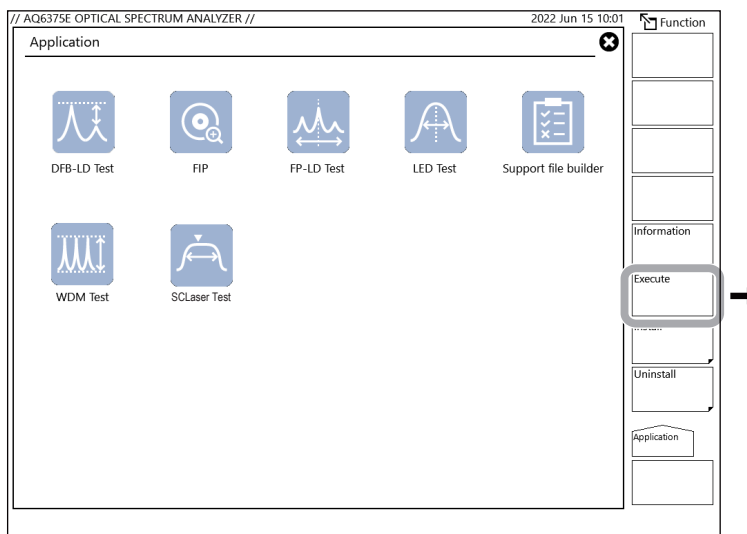 // AQ6375E OPTICAL SPECTRUM ANALYZER // 2022 Jun 15 10:01
Function
Application
DFB-LD Test FIP FP-LD Test LED Test Support file builder
WDM Test SCLaser Test
Information
Execute
Install
Uninstall
Application